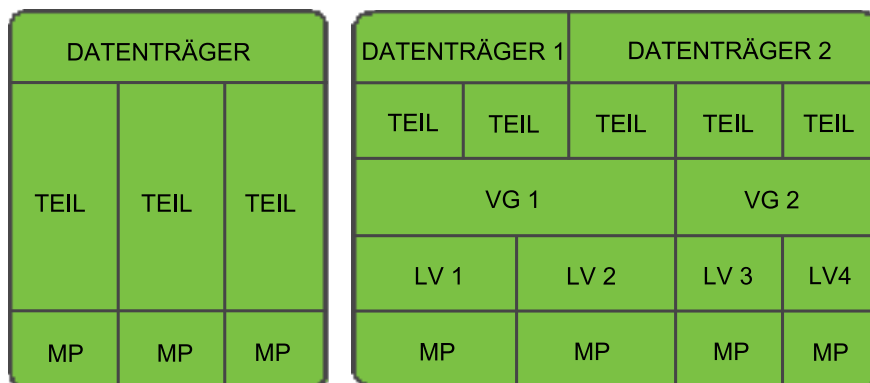 DATENTRÄGER
TEIL TEIL TEIL
MP MP MP
DATENTRÄGER 1 DATENTRÄGER 2
TEIL TEIL TEIL TEIL TEIL
VG 1 VG 2
LV 1 LV 2 LV 3 LV4
MP MP MP MP